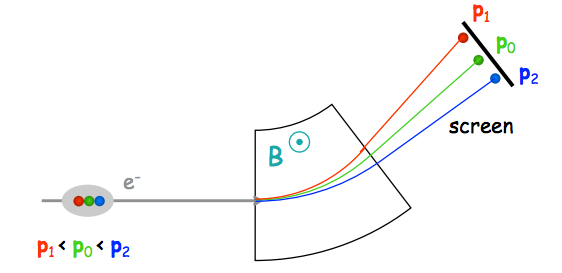 p₁
p₀
p₂
screen
B
e⁻
p₁ < p₀ < p₂